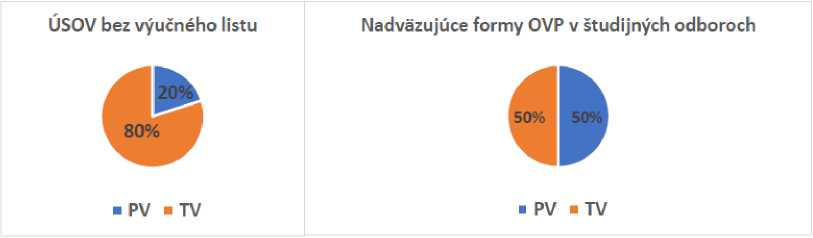 ÚSOV bez výučného listu
20%
80%
PV TV
Nadväzujúce formy OVP v študijných odboroch
50% 50%
PV TV